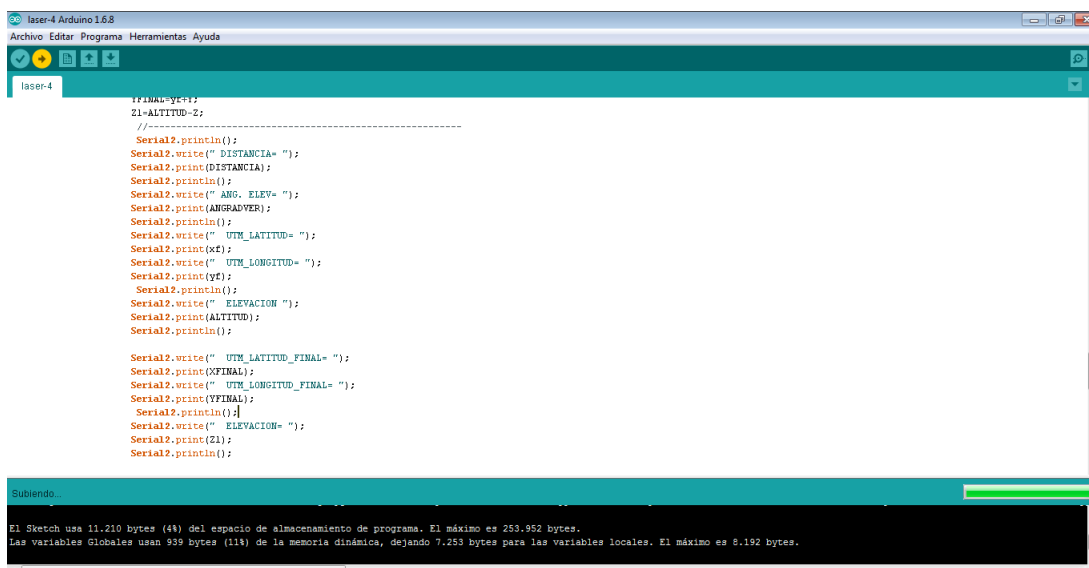 laser-4 Arduino 1.6.8
Archivo Editar Programa Herramientas Ayuda
laser-4
YFINAL=yf+Y;
Z1=ALTITUD-Z;
//-----------------------------------------------------------
Serial2.println();
Serial2.write(" DISTANCIA= ");
Serial2.print(DISTANCIA);
Serial2.println();
Serial2.write(" ANG. ELEV= ");
Serial2.print(ANGRADVER);
Serial2.println();
Serial2.write("  UTM_LATITUD= ");
Serial2.print(xf);
Serial2.write("  UTM_LONGITUD= ");
Serial2.print(yf);
Serial2.println();
Serial2.write("  ELEVACION ");
Serial2.print(ALTITUD);
Serial2.println();
Serial2.write("  UTM_LATITUD_FINAL= ");
Serial2.print(XFINAL);
Serial2.write("  UTM_LONGITUD_FINAL= ");
Serial2.print(YFINAL);
Serial2.println();
Serial2.write("  ELEVACION= ");
Serial2.print(Z1);
Serial2.println();
Subiendo...
El Sketch usa 11.210 bytes (4%) del espacio de almacenamiento de programa. El máximo es 253.952 bytes.
Las variables Globales usan 939 bytes (11%) de la memoria dinámica, dejando 7.253 bytes para las variables locales. El máximo es 8.192 bytes.